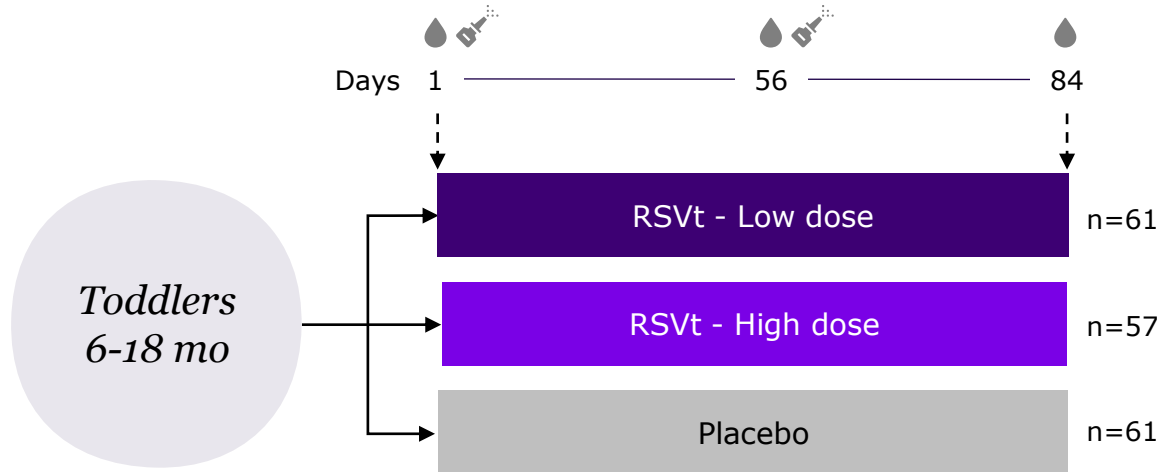 Days 1 56 84
Toddlers
6-18 mo
RSVt - Low dose n=61
RSVt - High dose n=57
Placebo n=61